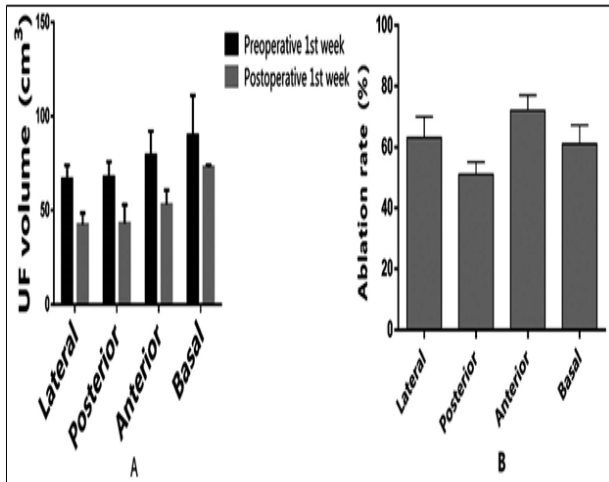 UF volume (cm³)
150
100
50
0
Preoperative 1st week
Postoperative 1st week
Lateral
Posterior
Anterior
Basal
A
Ablation rate (%)
100
80
60
40
20
0
Lateral
Posterior
Anterior
Basal
B